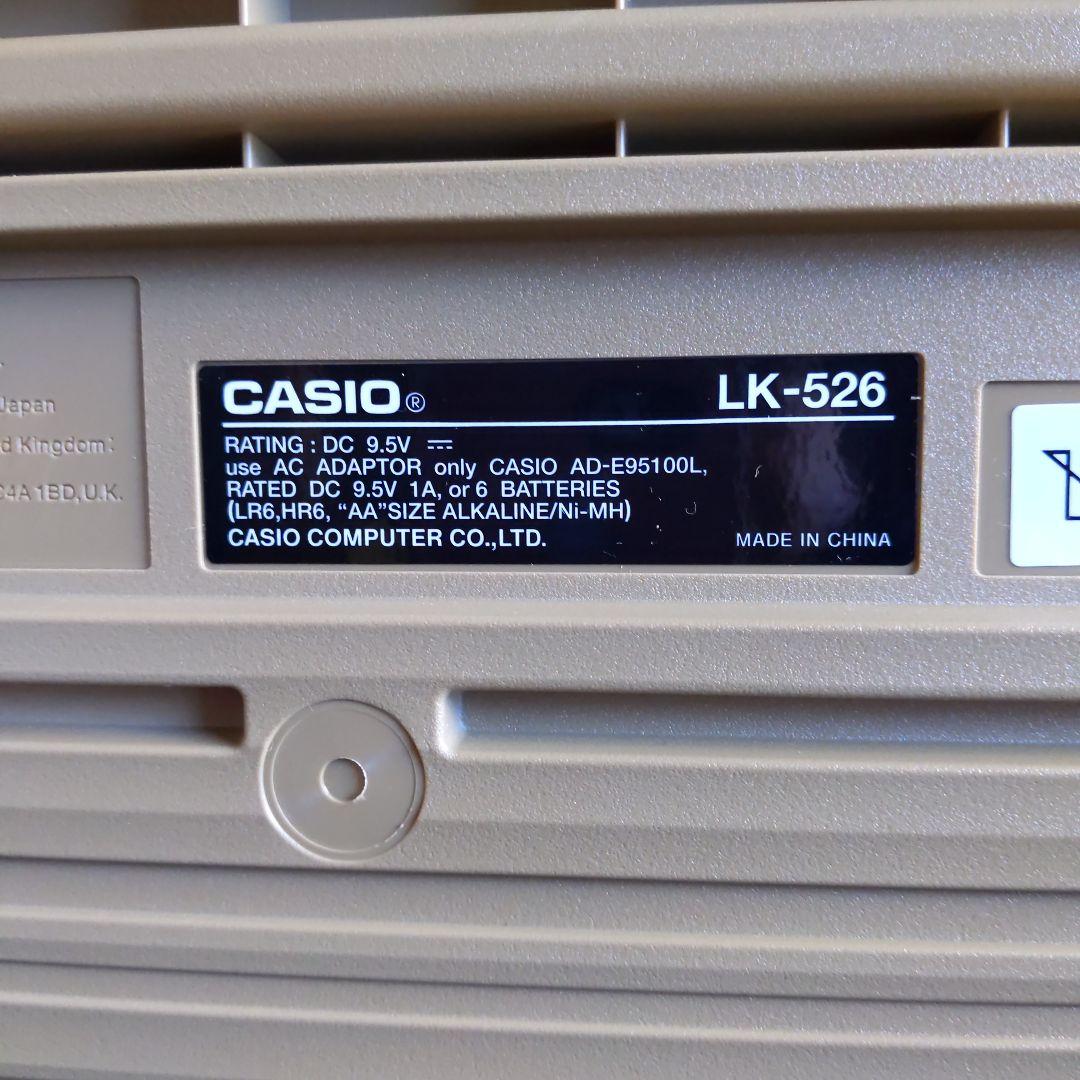 Japan
d Kingdom:
C4A 1BD, U.K.
CASIO®
LK-526
RATING : DC 9.5V ⎓
use AC ADAPTOR only CASIO AD-E95100L,
RATED DC 9.5V 1A, or 6 BATTERIES
(LR6,HR6, “AA”SIZE ALKALINE/Ni-MH)
CASIO COMPUTER CO.,LTD.
MADE IN CHINA